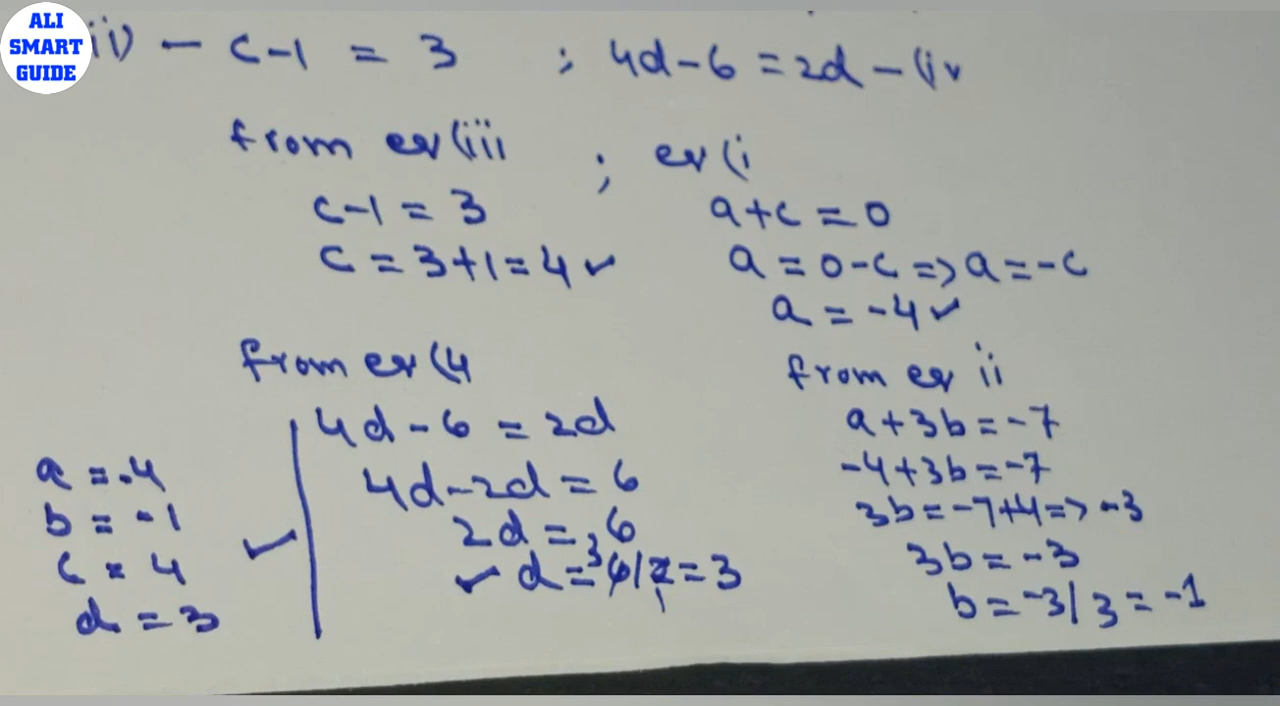 ALI
SMART
GUIDE
ii) - c-1 = 3 ; 4d-6 = 2d - (iv
from eq (iii ; eq (i
c-1 = 3
c = 3+1 = 4 ✓
a+c = 0
a = 0-c => a = -c
a = -4 ✓
from eq (4
4d - 6 = 2d
4d-2d = 6
2d = 6
✓ d = 3 6/2 1 = 3
from eq ii
a+3b = -7
-4+3b = -7
3b = -7+4 => -3
3b = -3
b = -3/3 = -1
a = -4
b = -1
c = 4
d = 3
✓